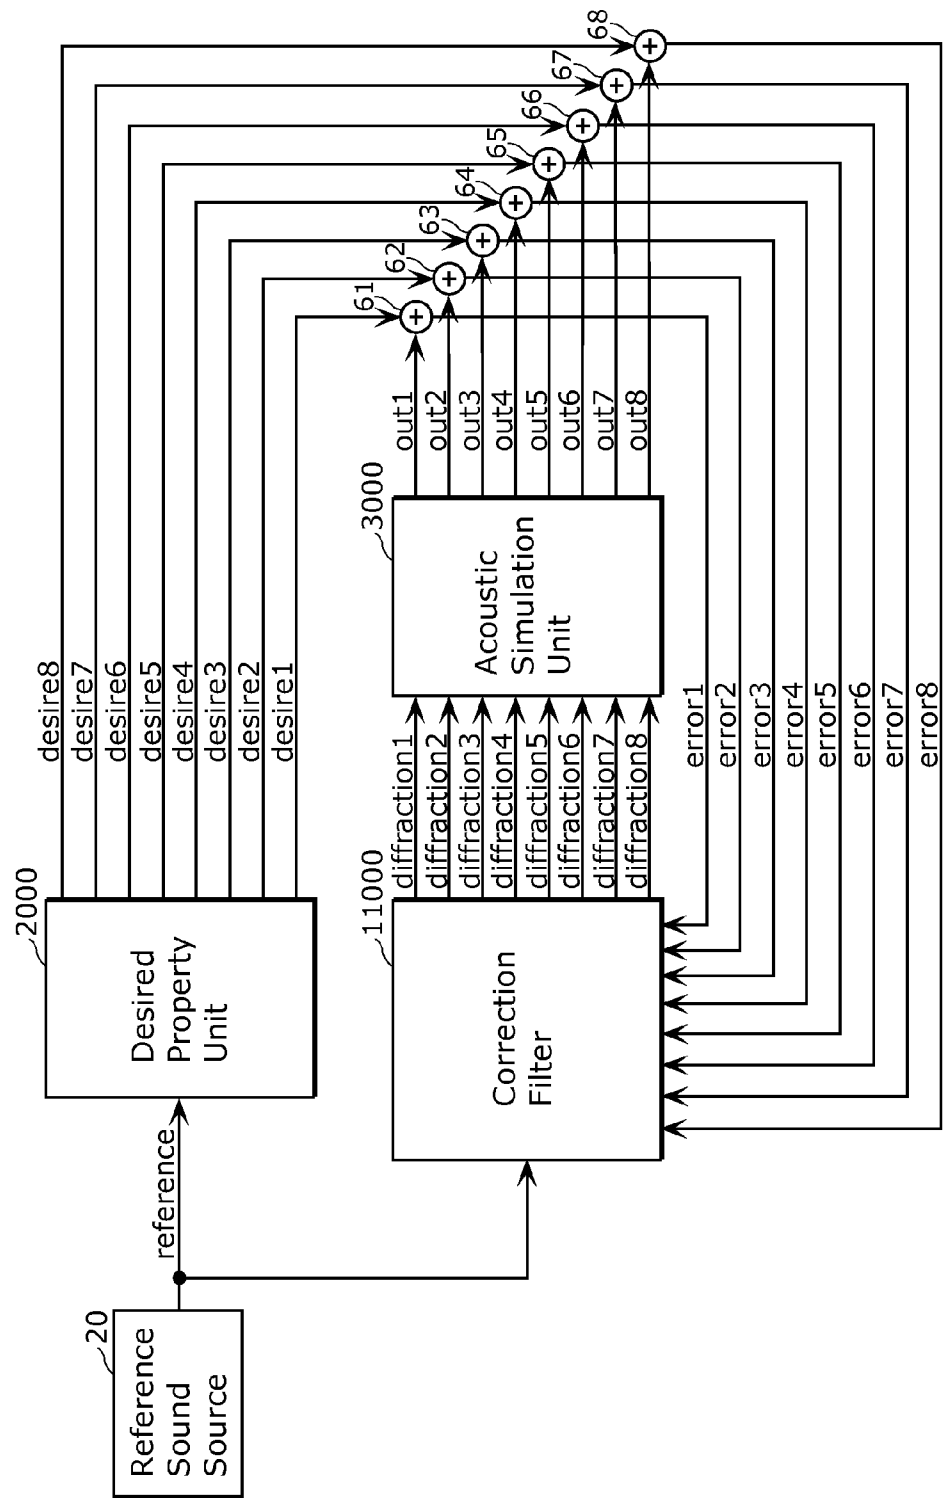 20
Reference
Sound
Source
reference
2000
Desired
Property
Unit
desire8
desire7
desire6
desire5
desire4
desire3
desire2
desire1
11000
Correction
Filter
diffraction1
diffraction2
diffraction3
diffraction4
diffraction5
diffraction6
diffraction7
diffraction8
3000
Acoustic
Simulation
Unit
out1
out2
out3
out4
out5
out6
out7
out8
61
62
63
64
65
66
67
68
+
+
+
+
+
+
+
+
error1
error2
error3
error4
error5
error6
error7
error8